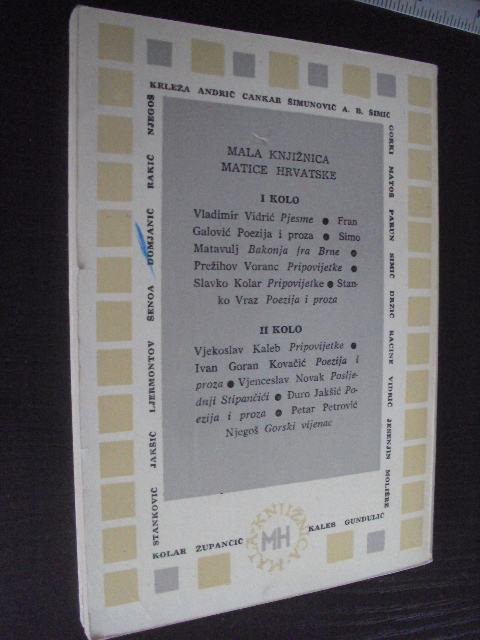 KRLEŽA ANDRIĆ CANKAR ŠIMUNOVIĆ A. B. ŠIMIĆ
GORKI MATOŠ PARUN SIMIĆ DRŽIĆ RACINE VIDRIĆ JESENJIN MOLIÈRE
STANKOVIĆ JAKŠIĆ LJERMONTOV ŠENOA DOMJANIĆ RAKIĆ NJEGOŠ
MALA KNJIŽNICA
MATICE HRVATSKE
I KOLO
Vladimir Vidrić Pjesme ● Fran
Galović Poezija i proza ● Simo
Matavulj Bakonja fra Brne ●
Prežihov Voranc Pripovijetke ●
Slavko Kolar Pripovijetke ● Stan-
ko Vraz Poezija i proza
II KOLO
Vjekoslav Kaleb Pripovijetke ●
Ivan Goran Kovačić Poezija i
proza ● Vjenceslav Novak Poslje-
dnji Stipančići ● Đuro Jakšić Po-
ezija i proza ● Petar Petrović
Njegoš Gorski vijenac
KOLAR ŽUPANČIČ
MALA KNJIŽNICA
MH
KALEB GUNDULIĆ